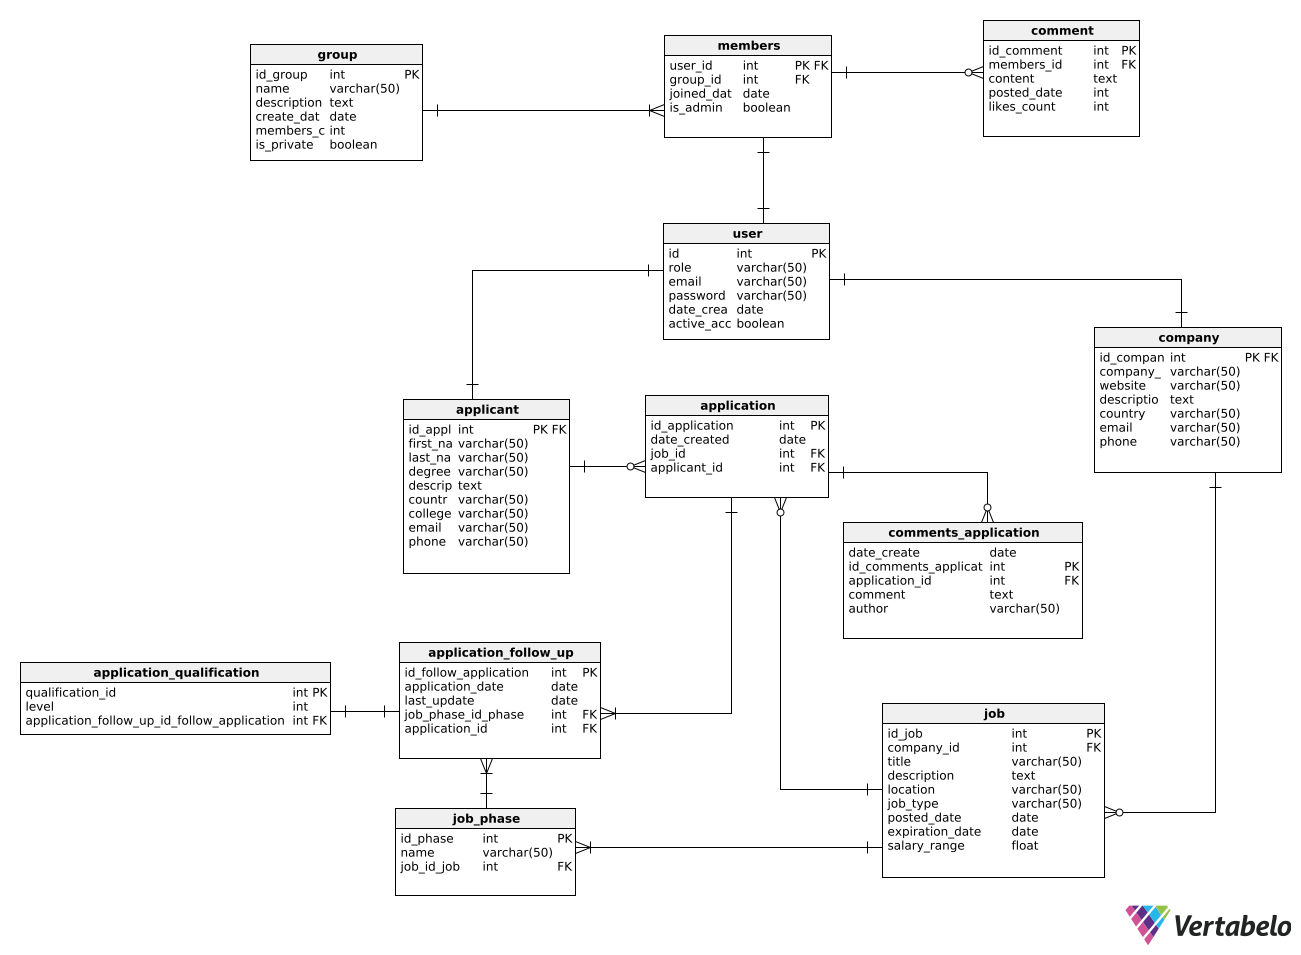 group
id_group int PK
name varchar(50)
description text
create_dat date
members_c int
is_private boolean
members
user_id int PK FK
group_id int FK
joined_dat date
is_admin boolean
comment
id_comment int PK
members_id int FK
content text
posted_date int
likes_count int
user
id int PK
role varchar(50)
email varchar(50)
password varchar(50)
date_crea date
active_acc boolean
company
id_compan int PK FK
company_ varchar(50)
website varchar(50)
descriptio text
country varchar(50)
email varchar(50)
phone varchar(50)
applicant
id_appl int PK FK
first_na varchar(50)
last_na varchar(50)
degree varchar(50)
descrip text
countr varchar(50)
college varchar(50)
email varchar(50)
phone varchar(50)
application
id_application int PK
date_created date
job_id int FK
applicant_id int FK
comments_application
date_create date
id_comments_applicat int PK
application_id int FK
comment text
author varchar(50)
application_qualification
qualification_id int PK
level int
application_follow_up_id_follow_application int FK
application_follow_up
id_follow_application int PK
application_date date
last_update date
job_phase_id_phase int FK
application_id int FK
job
id_job int PK
company_id int FK
title varchar(50)
description text
location varchar(50)
job_type varchar(50)
posted_date date
expiration_date date
salary_range float
job_phase
id_phase int PK
name varchar(50)
job_id_job int FK
Vertabelo